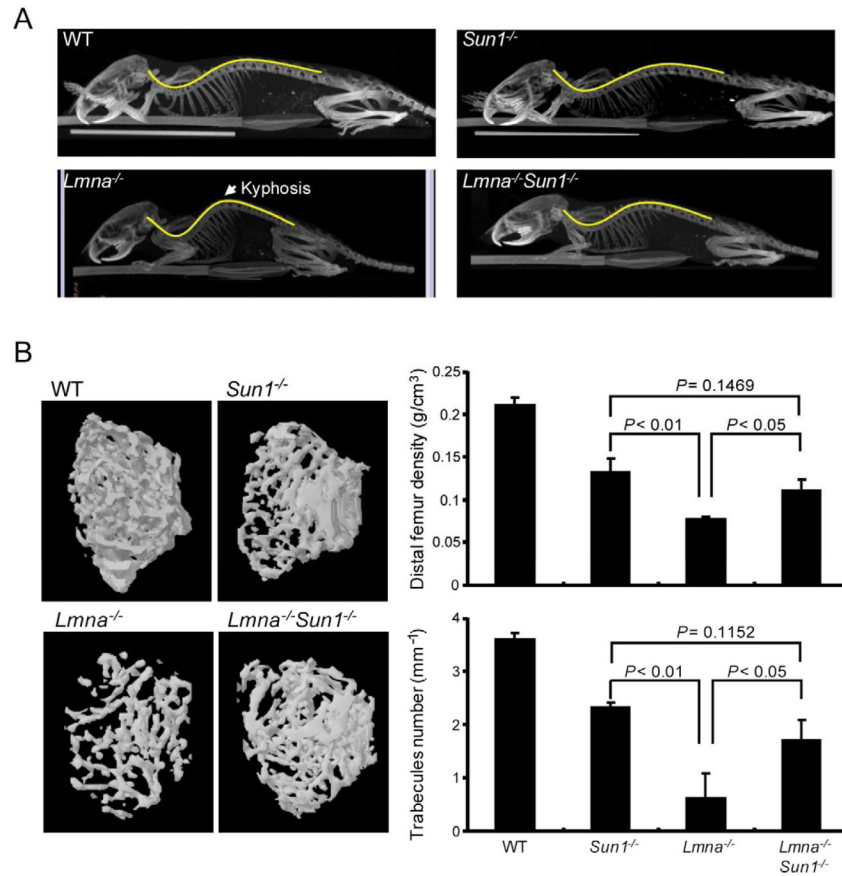 A
WT
Sun1-/-
Lmna-/-
Kyphosis
Lmna-/-Sun1-/-
B
WT
Sun1-/-
Lmna-/-
Lmna-/-Sun1-/-
Distal femur density (g/cm³)
0.25
0.2
0.15
0.1
0.05
0
P= 0.1469
P< 0.01
P< 0.05
Trabecules number (mm⁻¹)
4
3
2
1
0
P= 0.1152
P< 0.01
P< 0.05
WT
Sun1-/-
Lmna-/-
Lmna-/-
Sun1-/-